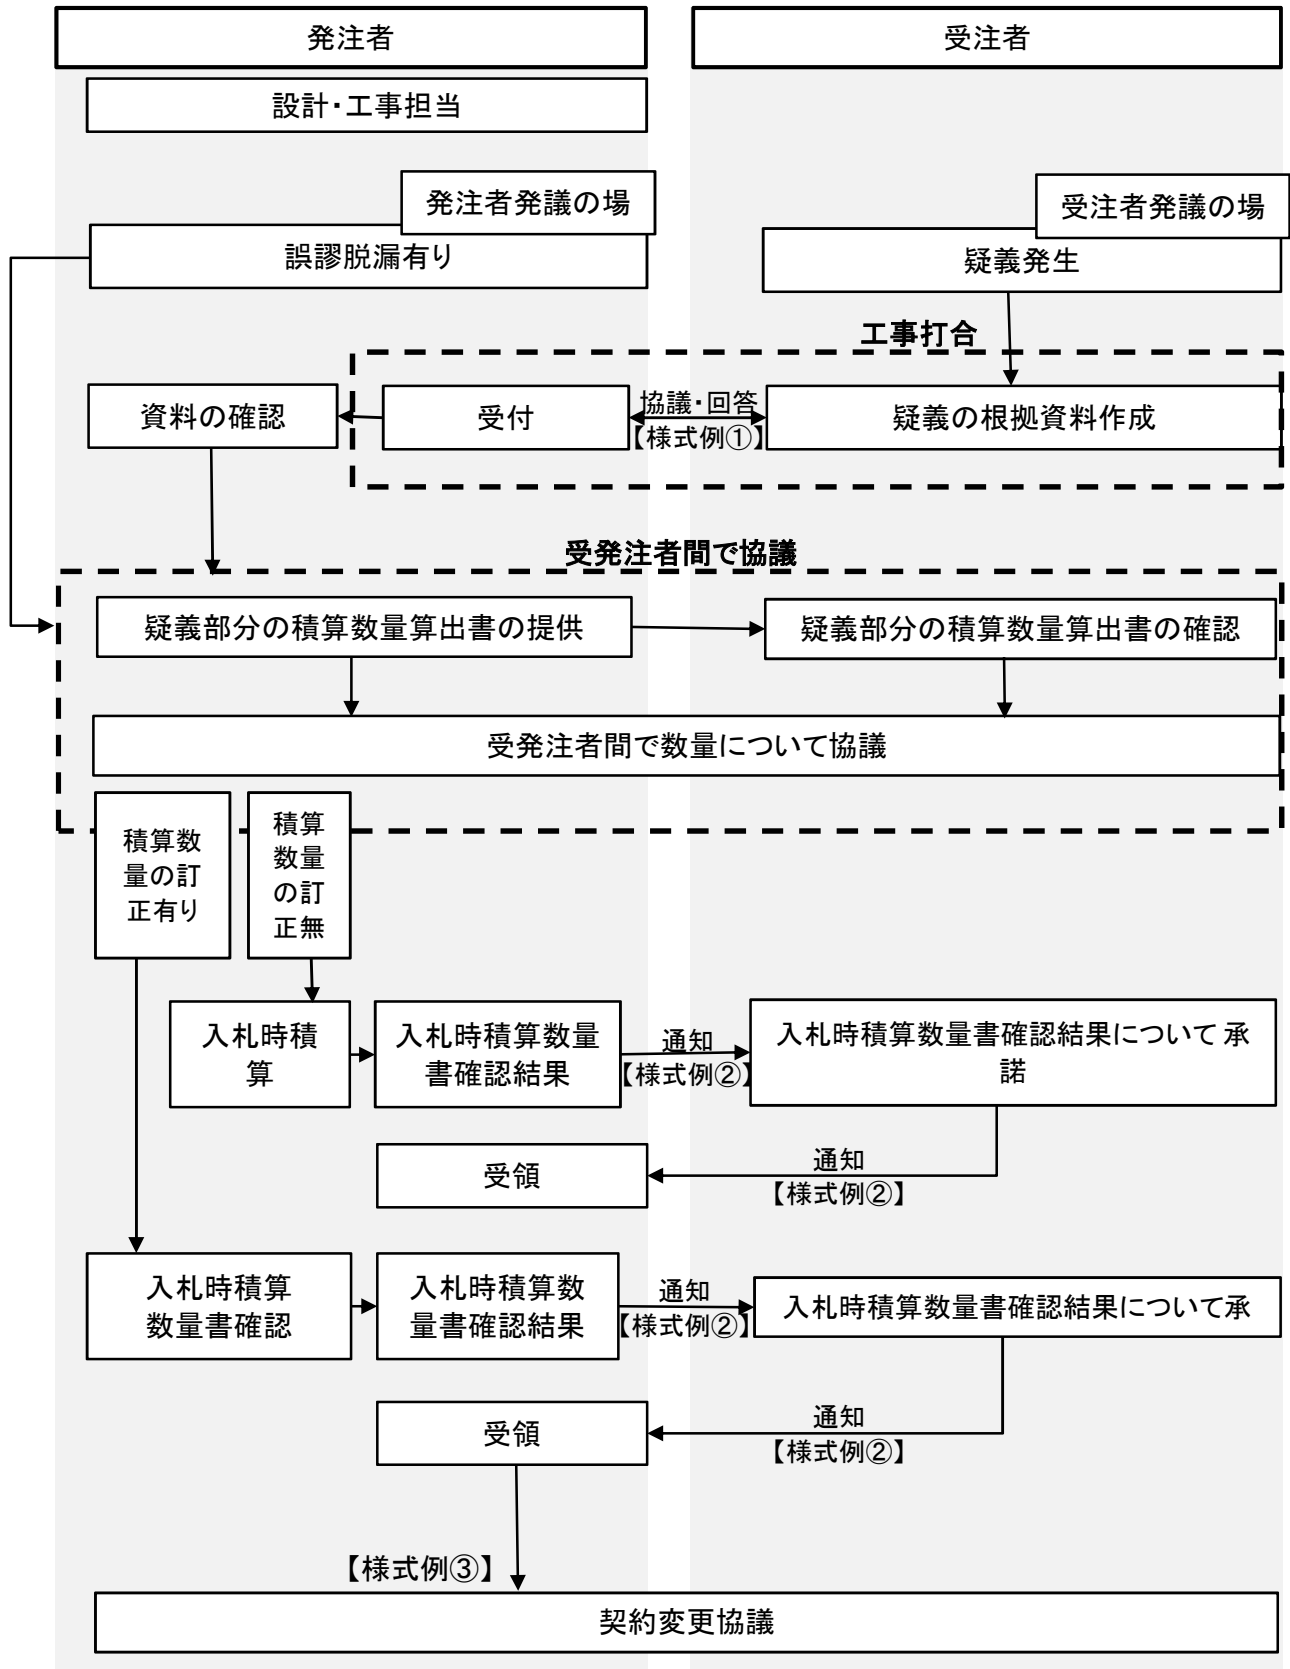 発注者
受注者
設計・工事担当
発注者発議の場
受注者発議の場
誤謬脱漏有り
疑義発生
工事打合
資料の確認
受付
協議・回答
【様式例①】
疑義の根拠資料作成
受発注者間で協議
疑義部分の積算数量算出書の提供
疑義部分の積算数量算出書の確認
受発注者間で数量について協議
積算数
量の訂
正有り
積算
数量
の訂
正無
入札時積
算
入札時積算数量
書確認結果
通知
【様式例②】
入札時積算数量書確認結果について承
諾
受領
通知
【様式例②】
入札時積算
数量書確認
入札時積算数
量書確認結果
通知
【様式例②】
入札時積算数量書確認結果について承
受領
通知
【様式例②】
【様式例③】
契約変更協議